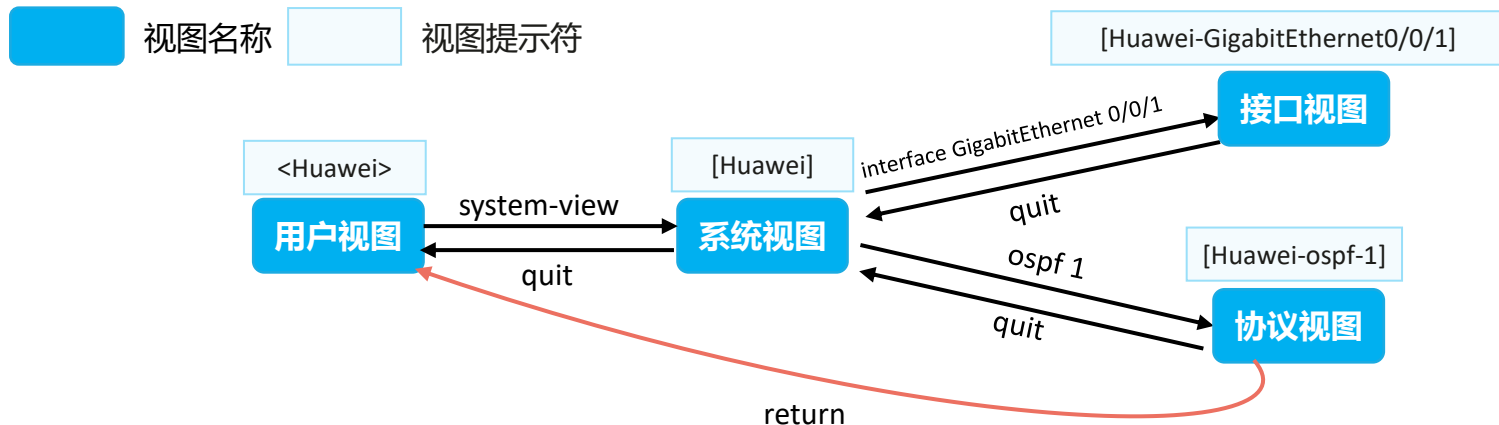 视图名称
视图提示符
[Huawei-GigabitEthernet0/0/1]
接口视图
interface GigabitEthernet 0/0/1
quit
<Huawei>
用户视图
system-view
quit
[Huawei]
系统视图
ospf 1
quit
[Huawei-ospf-1]
协议视图
return